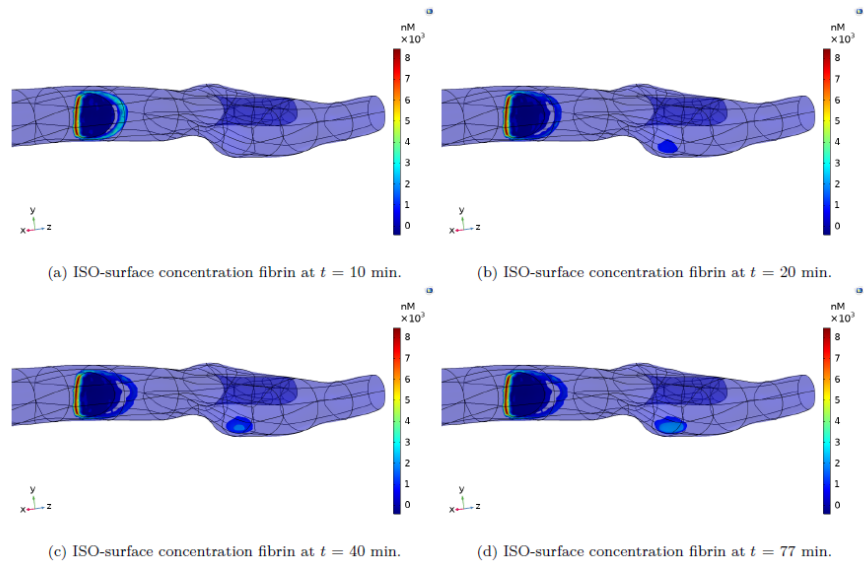 nM
×10³
8
7
6
5
4
3
2
1
0
y
x
z
(a) ISO-surface concentration fibrin at t = 10 min.
nM
×10³
8
7
6
5
4
3
2
1
0
y
x
z
(b) ISO-surface concentration fibrin at t = 20 min.
nM
×10³
8
7
6
5
4
3
2
1
0
y
x
z
(c) ISO-surface concentration fibrin at t = 40 min.
nM
×10³
8
7
6
5
4
3
2
1
0
y
x
z
(d) ISO-surface concentration fibrin at t = 77 min.